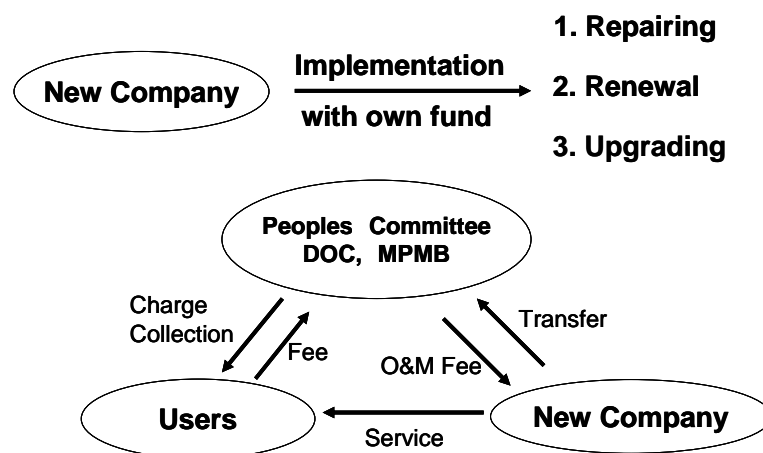 1. Repairing
Implementation
New Company
2. Renewal
with own fund
3. Upgrading
Peoples Committee
DOC, MPMB
Charge
Collection
Transfer
Fee
O&M Fee
Users
New Company
Service